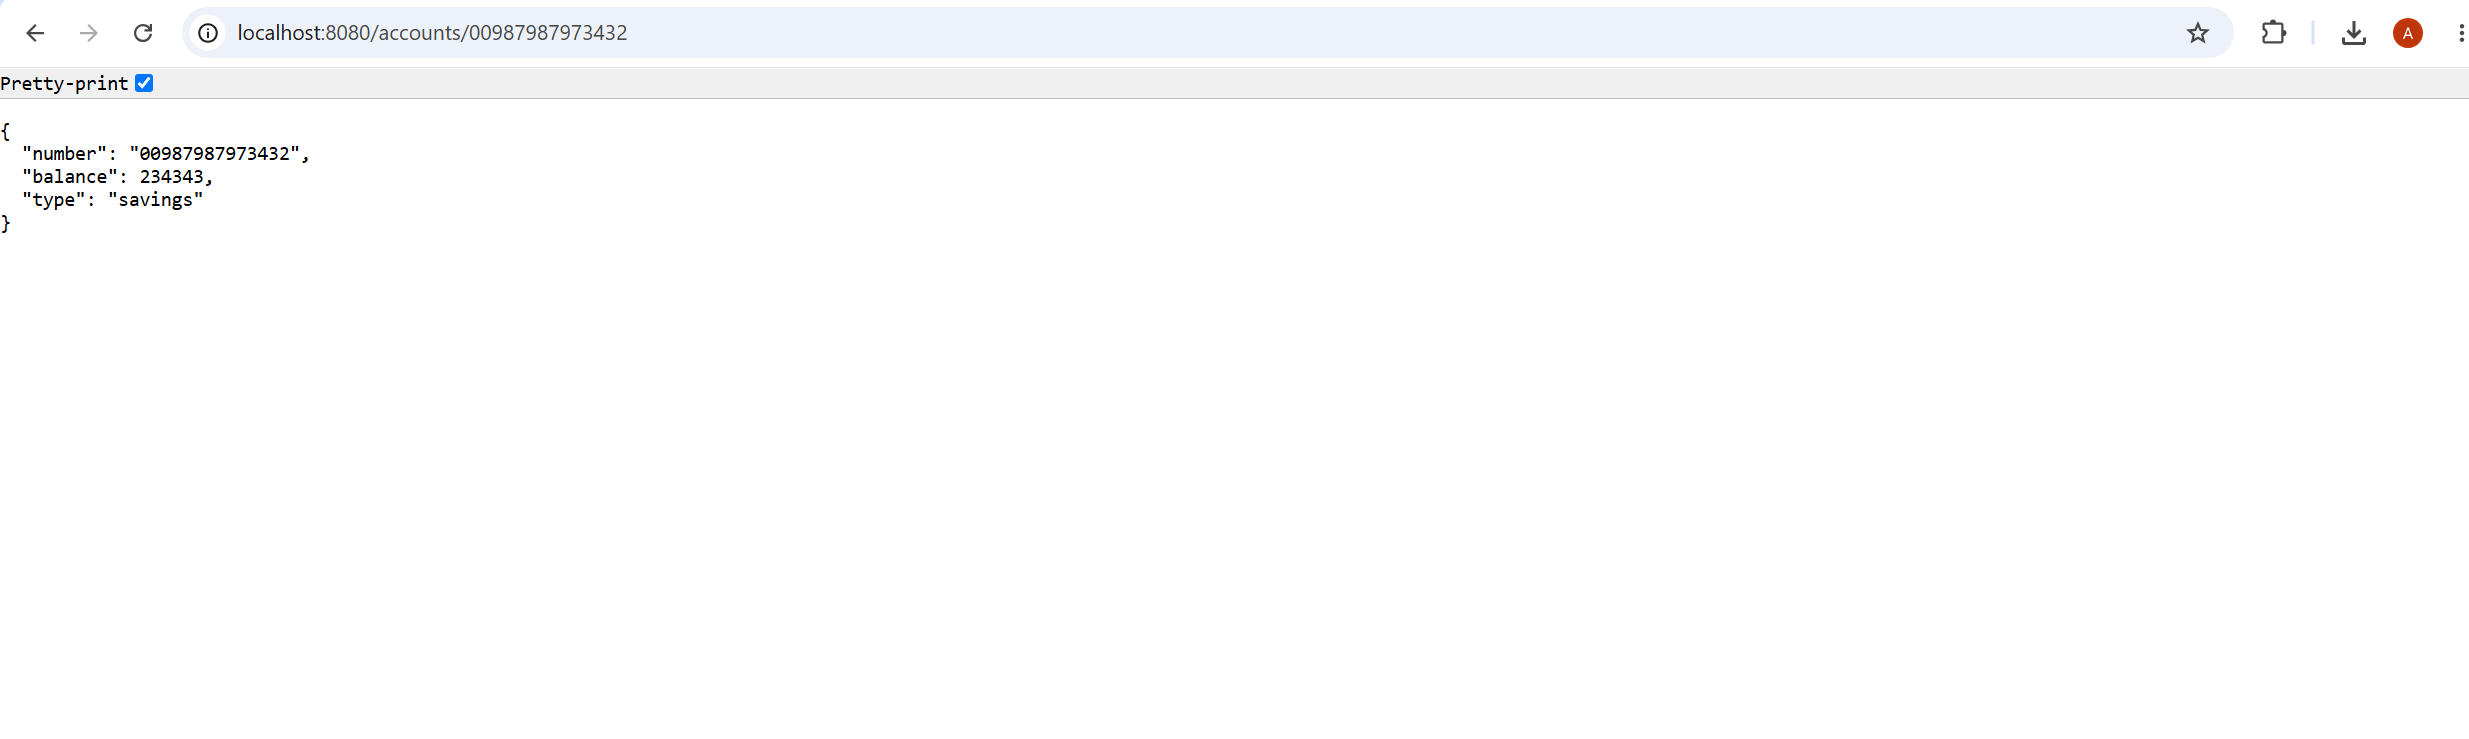 localhost:8080/accounts/00987987973432
A
Pretty-print
{
  "number": "00987987973432",
  "balance": 234343,
  "type": "savings"
}